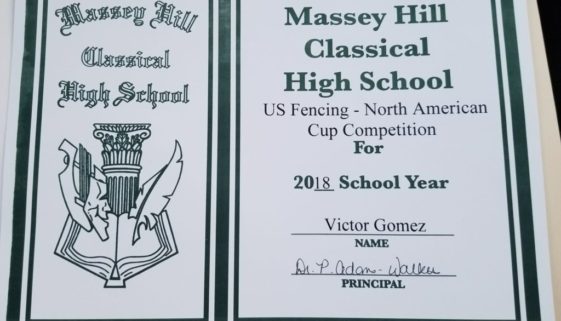 Massey Hill
Classical
High School
Massey Hill
Classical
High School
US Fencing - North American
Cup Competition
For
2018 School Year
Victor Gomez
NAME
Dr. P. Adams-Walker
PRINCIPAL